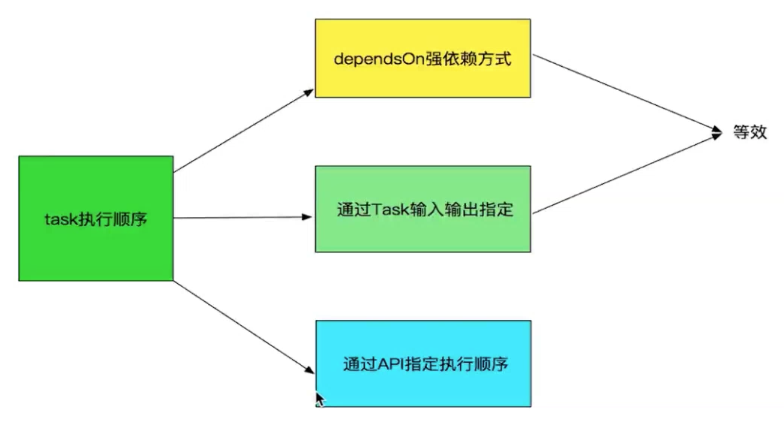 dependsOn强依赖方式
等效
通过Task输入输出指定
task执行顺序
通过API指定执行顺序